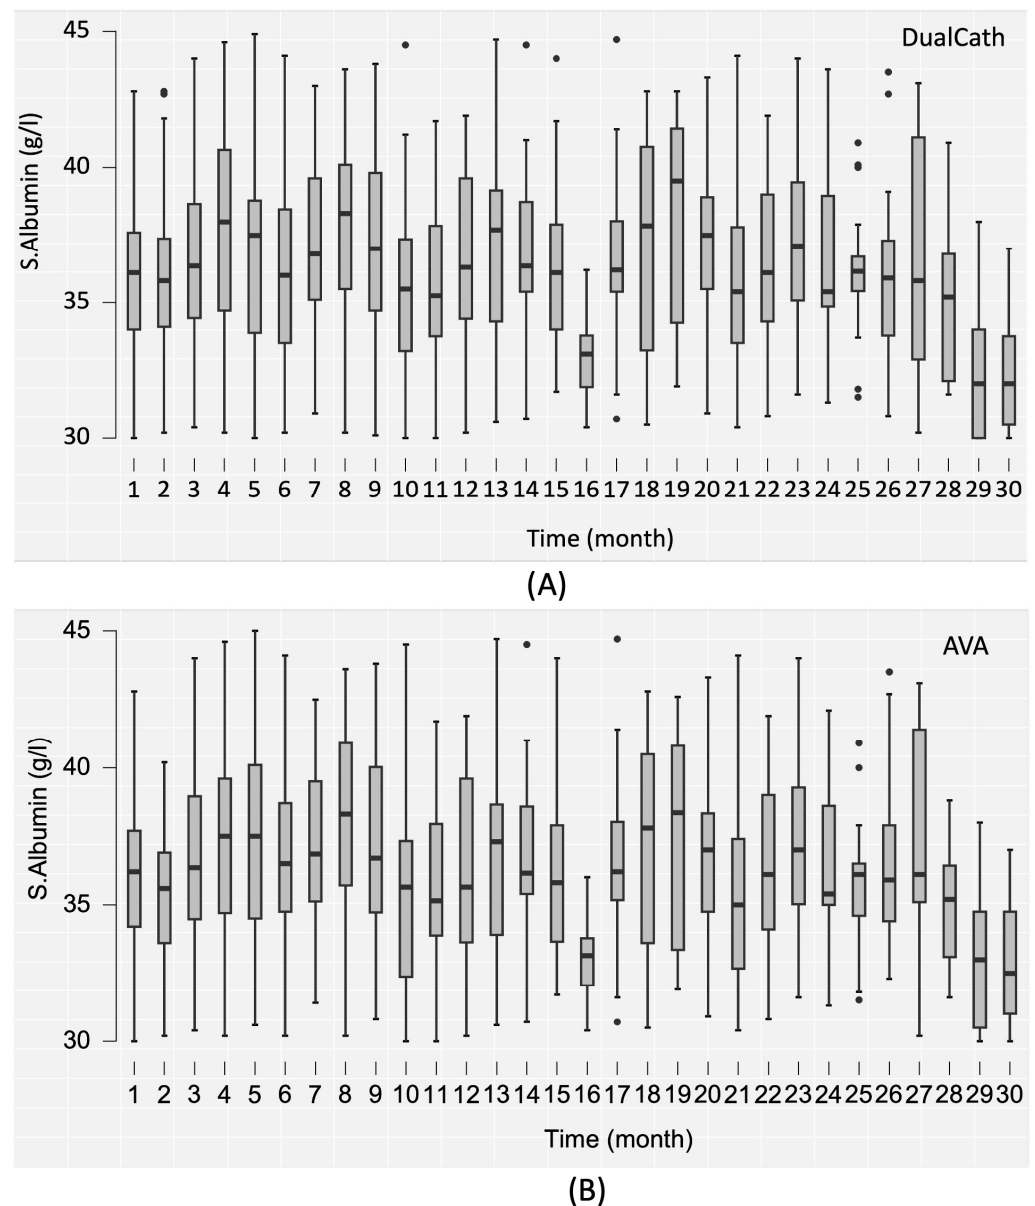 45
DualCath
40
35
30
S.Albumin (g/l)
1 2 3 4 5 6 7 8 9 10 11 12 13 14 15 16 17 18 19 20 21 22 23 24 25 26 27 28 29 30
Time (month)
(A)
45
AVA
40
35
30
S.Albumin (g/l)
1 2 3 4 5 6 7 8 9 10 11 12 13 14 15 16 17 18 19 20 21 22 23 24 25 26 27 28 29 30
Time (month)
(B)